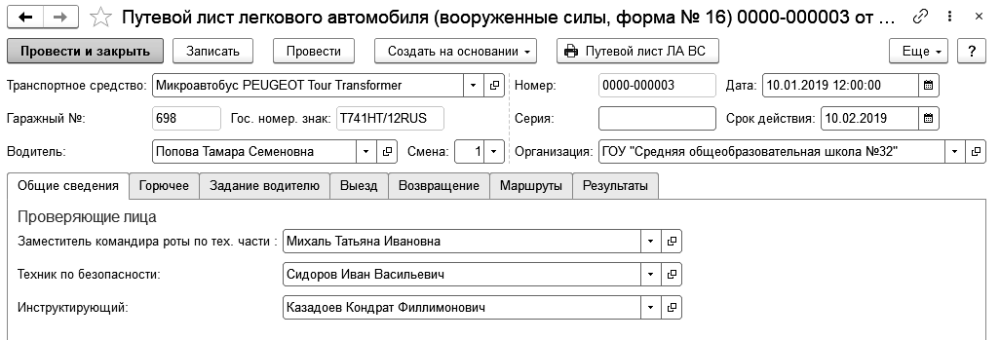 Путевой лист легкового автомобиля (вооруженные силы, форма № 16) 0000-000003 от ...
Провести и закрыть Записать Провести Создать на основании Путевой лист ЛА ВС Еще ?
Транспортное средство: Микроавтобус PEUGEOT Tour Transformer Номер: 0000-000003 Дата: 10.01.2019 12:00:00
Гаражный №: 698 Гос. номер. знак: Т741НТ/12RUS Серия: Срок действия: 10.02.2019
Водитель: Попова Тамара Семеновна Смена: 1 Организация: ГОУ "Средняя общеобразовательная школа №32"
Общие сведения Горючее Задание водителю Выезд Возвращение Маршруты Результаты
Проверяющие лица
Заместитель командира роты по тех. части : Михаль Татьяна Ивановна
Техник по безопасности: Сидоров Иван Васильевич
Инструктирующий: Казадоев Кондрат Филлимонович